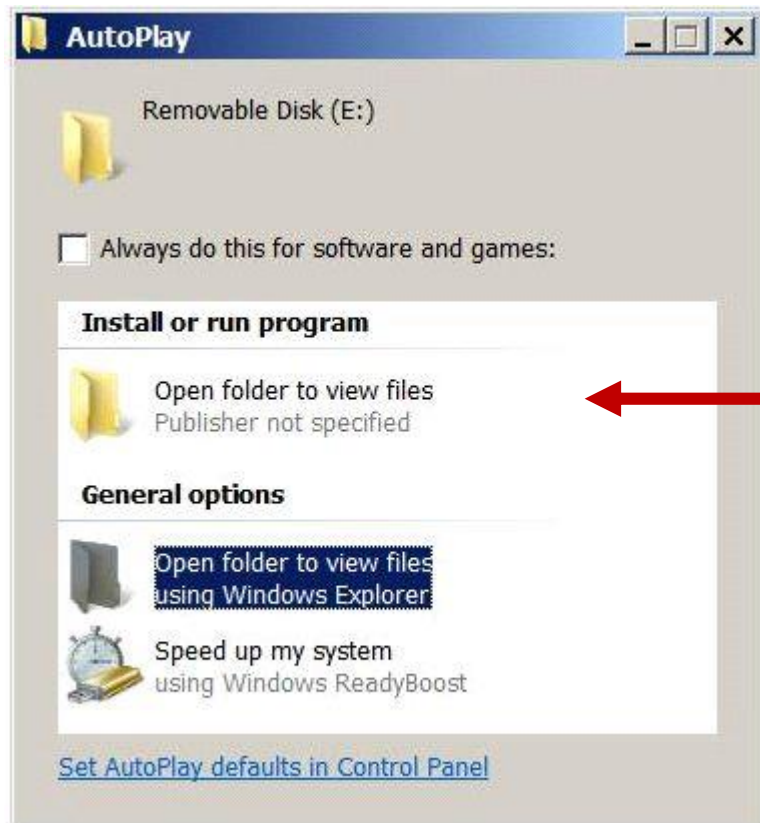 AutoPlay
Removable Disk (E:)
Always do this for software and games:
Install or run program
Open folder to view files
Publisher not specified
General options
Open folder to view files
using Windows Explorer
Speed up my system
using Windows ReadyBoost
Set AutoPlay defaults in Control Panel